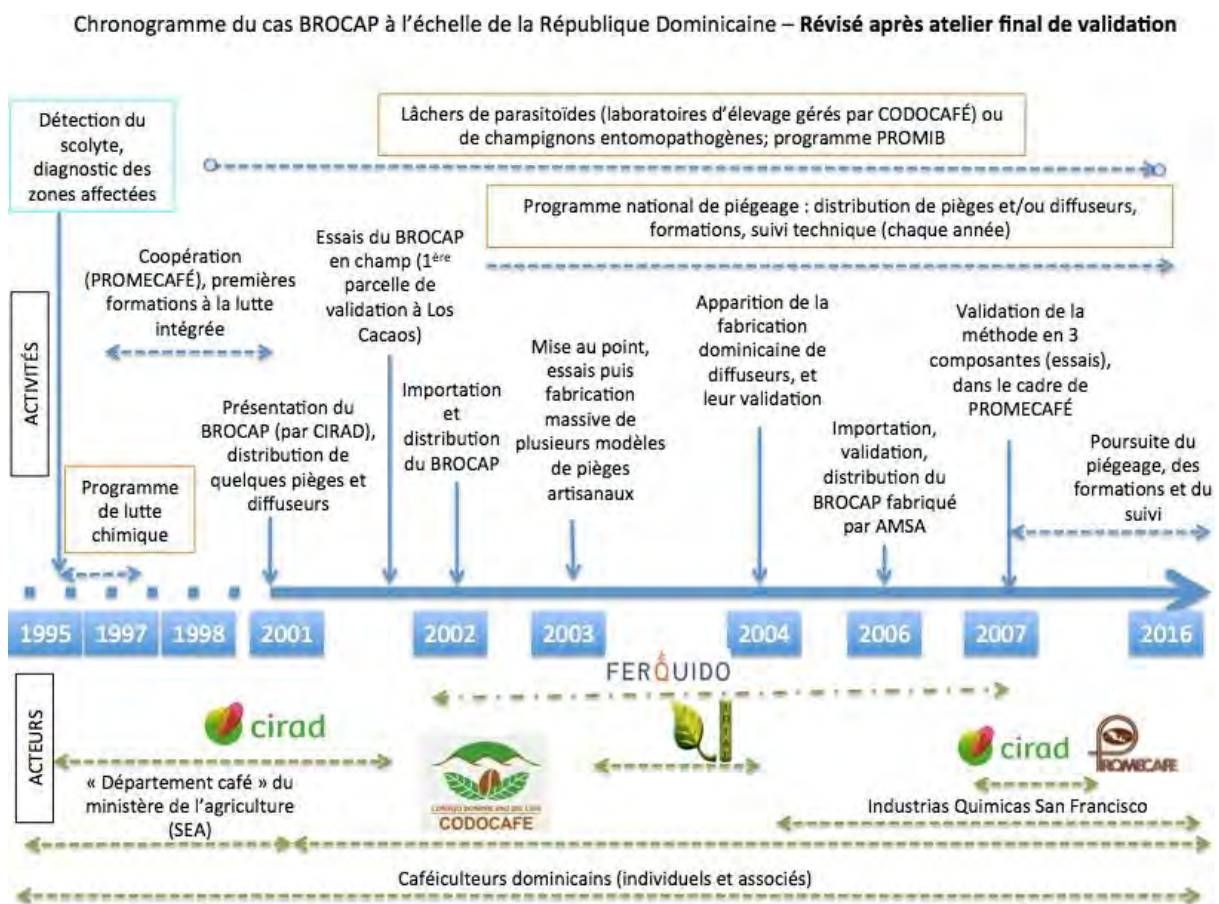 Chronogramme du cas BROCAP à l'échelle de la République Dominicaine – Révisé après atelier final de validation
Détection du
scolyte,
diagnostic des
zones affectées
Lâchers de parasitoïdes (laboratoires d'élevage gérés par CODOCAFÉ) ou
de champignons entomopathogènes; programme PROMIB
Programme national de piégeage : distribution de pièges et/ou diffuseurs,
formations, suivi technique (chaque année)
ACTIVITÉS
Coopération
(PROMECAFÉ), premières
formations à la lutte
intégrée
Essais du BROCAP
en champ (1ère
parcelle de
validation à Los
Cacaos)
Programme
de lutte
chimique
Présentation du
BROCAP (par CIRAD),
distribution de
quelques pièges et
diffuseurs
Importation
et
distribution
du BROCAP
Mise au point,
essais puis
fabrication
massive de
plusieurs modèles
de pièges
artisanaux
Apparition de la
fabrication
dominicaine de
diffuseurs, et
leur validation
Importation,
validation,
distribution du
BROCAP fabriqué
par AMSA
Validation de la
méthode en 3
composantes (essais),
dans le cadre de
PROMECAFÉ
Poursuite du
piégeage, des
formations et du
suivi
1995 1997 1998 2001 2002 2003 2004 2006 2007 2016
ACTEURS
FERQUIDO
cirad
« Département café » du
ministère de l'agriculture
(SEA)
CONSEJO DOMINICANO DEL CAFE
CODOCAFE
cirad
PROMECAFE
Industrias Quimicas San Francisco
Caféiculteurs dominicains (individuels et associés)